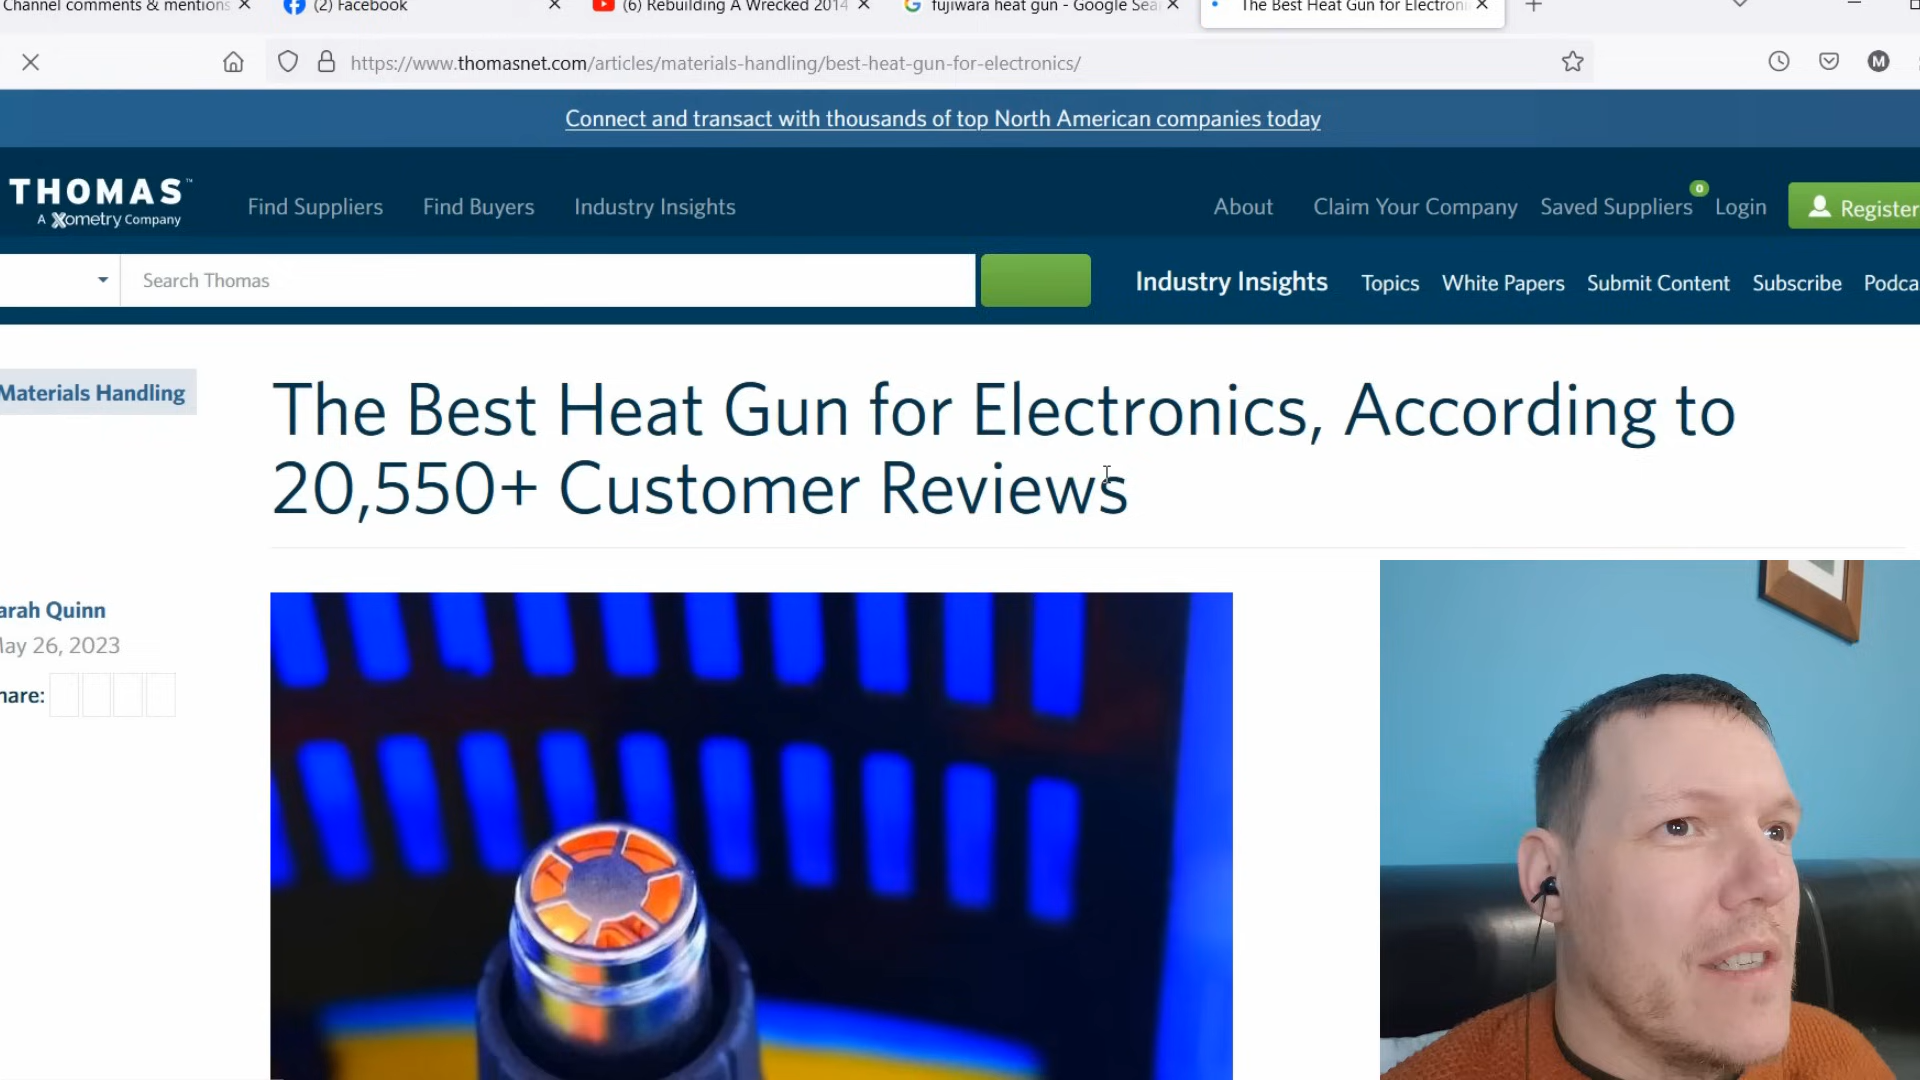 Channel comments & mentions
(2) Facebook
(6) Rebuilding A Wrecked 2014
fujiwara heat gun - Google Sea
The Best Heat Gun for Electroni
https://www.thomasnet.com/articles/materials-handling/best-heat-gun-for-electronics/
M
Connect and transact with thousands of top North American companies today
THOMAS™
A Xometry Company
Find Suppliers
Find Buyers
Industry Insights
About
Claim Your Company
Saved Suppliers
0
Login
Register
Search Thomas
Industry Insights
Topics
White Papers
Submit Content
Subscribe
Podca
Materials Handling
The Best Heat Gun for Electronics, According to
20,550+ Customer Reviews
arah Quinn
May 26, 2023
hare: